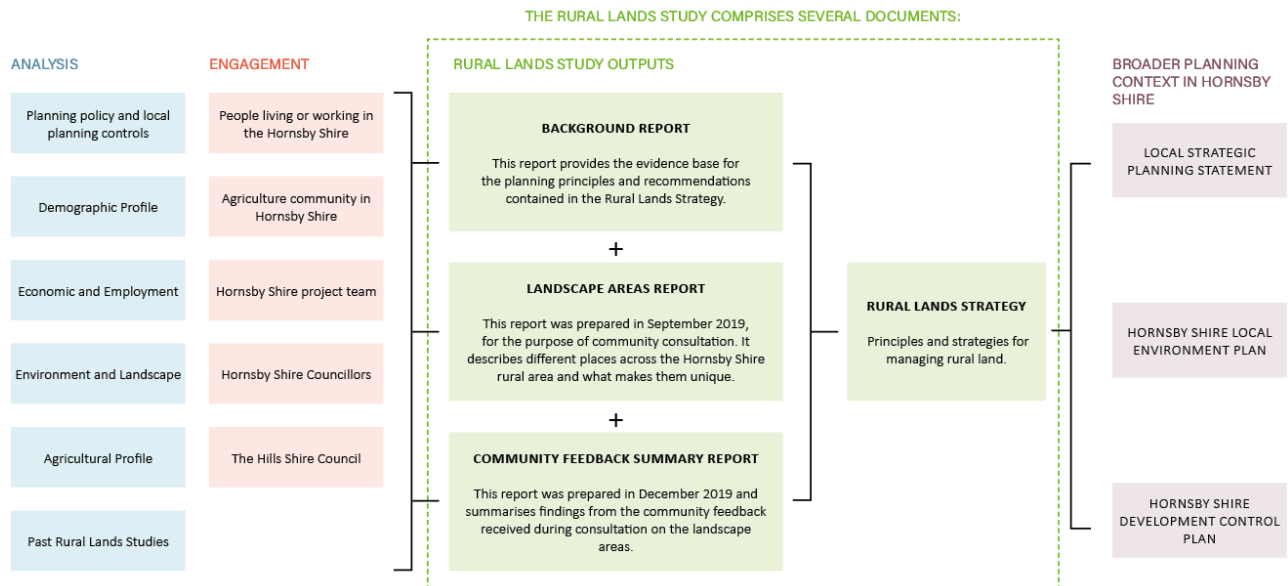 THE RURAL LANDS STUDY COMPRISES SEVERAL DOCUMENTS:
ANALYSIS
Planning policy and local
planning controls
Demographic Profile
Economic and Employment
Environment and Landscape
Agricultural Profile
Past Rural Lands Studies
ENGAGEMENT
People living or working in
the Hornsby Shire
Agriculture community in
Hornsby Shire
Hornsby Shire project team
Hornsby Shire Councillors
The Hills Shire Council
RURAL LANDS STUDY OUTPUTS
BACKGROUND REPORT
This report provides the evidence base for
the planning principles and recommendations
contained in the Rural Lands Strategy.
+
LANDSCAPE AREAS REPORT
This report was prepared in September 2019,
for the purpose of community consultation. It
describes different places across the Hornsby Shire
rural area and what makes them unique.
+
COMMUNITY FEEDBACK SUMMARY REPORT
This report was prepared in December 2019 and
summarises findings from the community feedback
received during consultation on the landscape
areas.
RURAL LANDS STRATEGY
Principles and strategies for
managing rural land.
BROADER PLANNING
CONTEXT IN HORNSBY
SHIRE
LOCAL STRATEGIC
PLANNING STATEMENT
HORNSBY SHIRE LOCAL
ENVIRONMENT PLAN
HORNSBY SHIRE
DEVELOPMENT CONTROL
PLAN